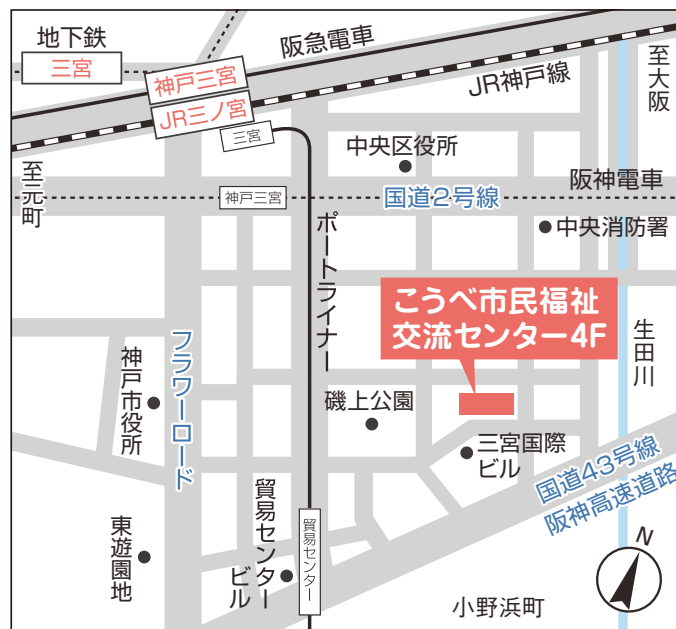 地下鉄
三宮
阪急電車
神戸三宮
JR三ノ宮
三宮
JR神戸線
至大阪
至元町
中央区役所
阪神電車
神戸三宮
国道2号線
中央消防署
ポートライナー
こうべ市民福祉
交流センター4F
生田川
フラワーロード
神戸市役所
磯上公園
三宮国際
ビル
国道43号線
阪神高速道路
東遊園地
貿易センター
ビル
貿易センター
小野浜町
N